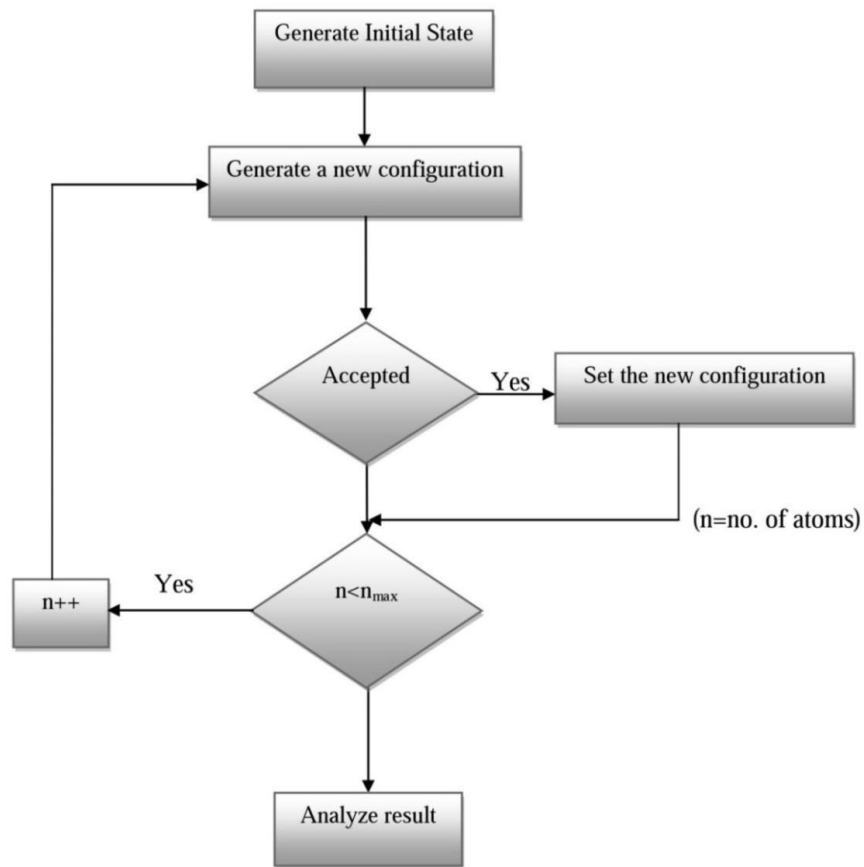 Generate Initial State
Generate a new configuration
Accepted
Yes
Set the new configuration
(n=no. of atoms)
Yes
n++
n<nmax
Analyze result